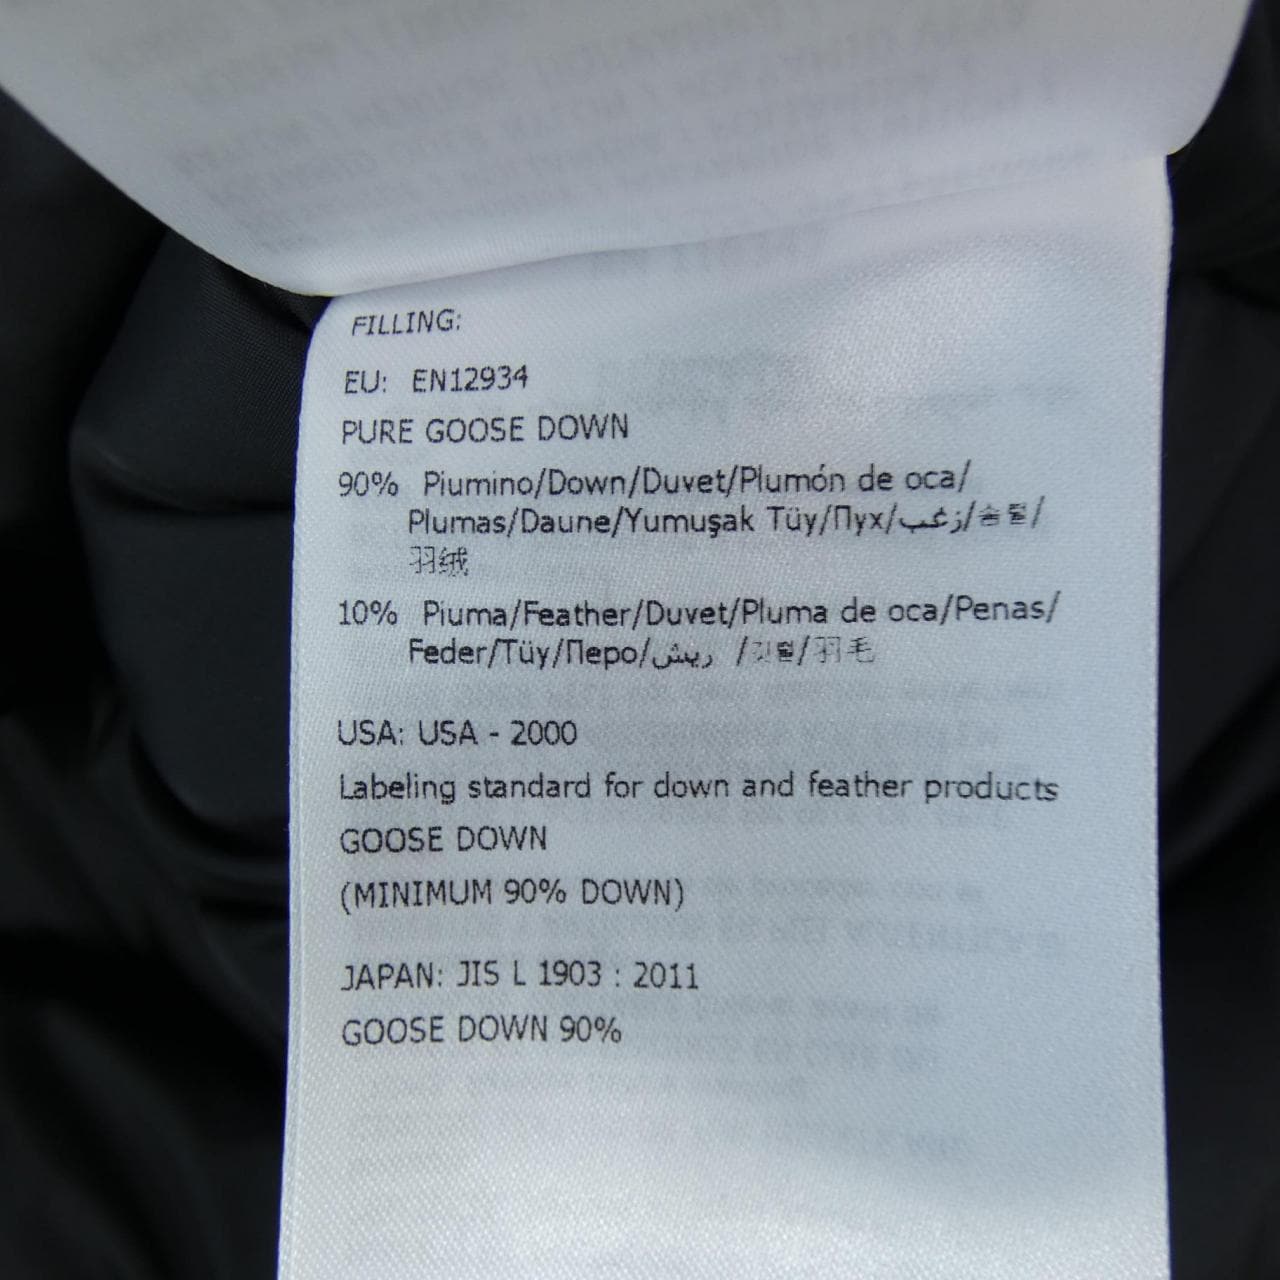 FILLING:
EU: EN12934
PURE GOOSE DOWN
90% Piumino/Down/Duvet/Plumón de oca/
Plumas/Daune/Yumuşak Tüy/Пух/زغب/솜털/
羽绒
10% Piuma/Feather/Duvet/Pluma de oca/Penas/
Feder/Tüy/Перо/ريش /깃털/羽毛
USA: USA - 2000
Labeling standard for down and feather products
GOOSE DOWN
(MINIMUM 90% DOWN)
JAPAN: JIS L 1903 : 2011
GOOSE DOWN 90%